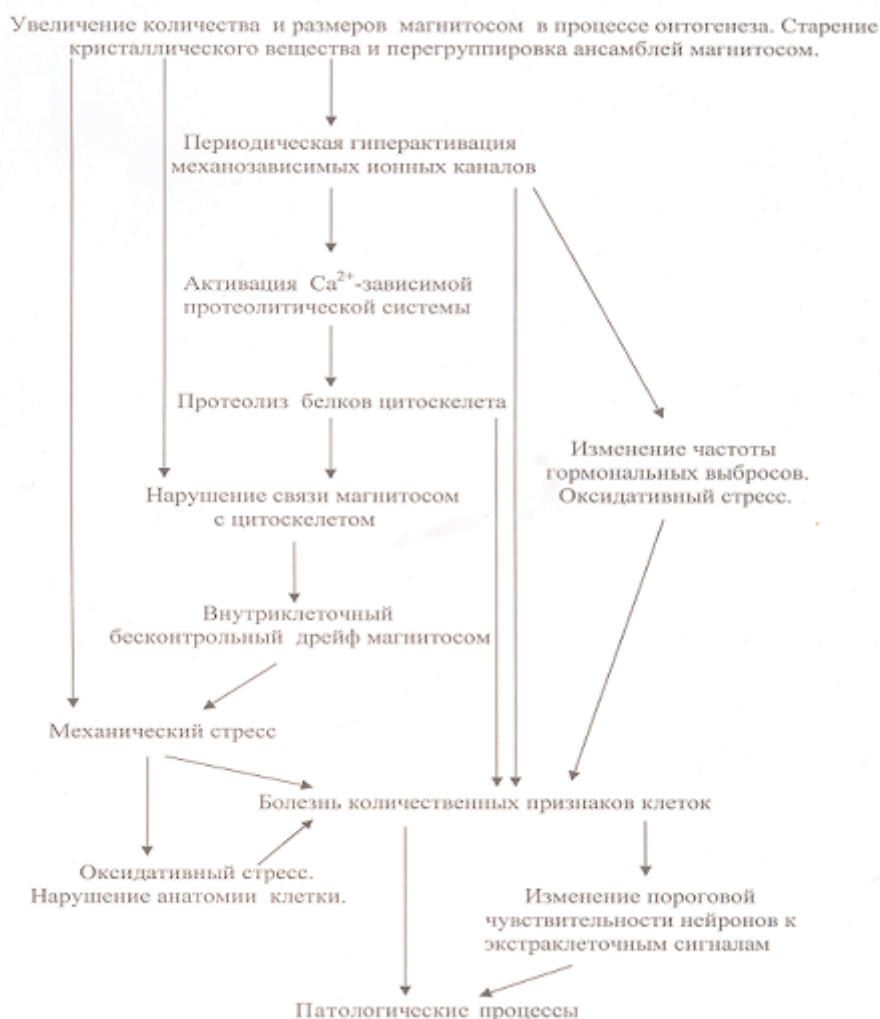 Увеличение количества и размеров магнитосом в процессе онтогенеза. Старение
кристаллического вещества и перегруппировка ансамблей магнитосом.
Периодическая гиперактивация
механозависимых ионных каналов
Активация Ca²⁺-зависимой
протеолитической системы
Протеолиз белков цитоскелета
Изменение частоты
гормональных выбросов.
Оксидативный стресс.
Нарушение связи магнитосом
с цитоскелетом
Внутриклеточный
бесконтрольный дрейф магнитосом
Механический стресс
Болезнь количественных признаков клеток
Оксидативный стресс.
Нарушение анатомии клетки.
Изменение пороговой
чувствительности нейронов к
экстраклеточным сигналам
Патологические процессы